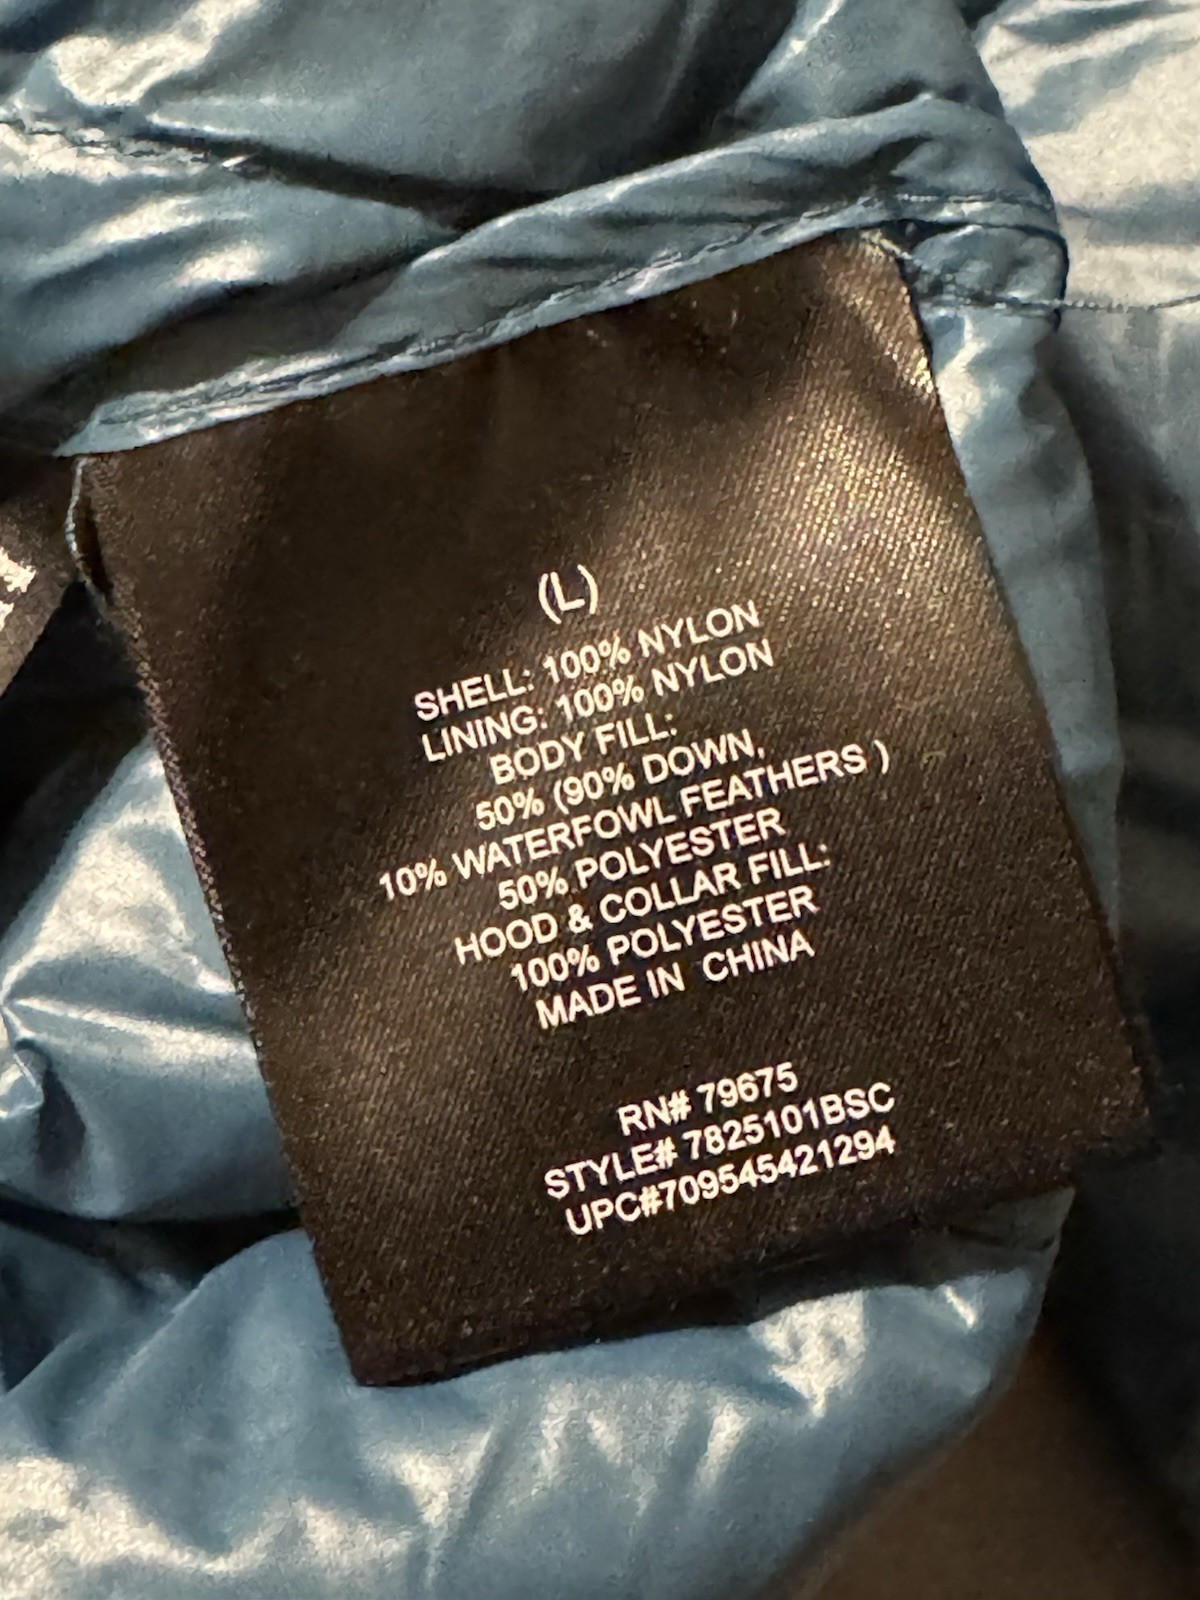 (L)
SHELL: 100% NYLON
LINING: 100% NYLON
BODY FILL:
50% (90% DOWN,
10% WATERFOWL FEATHERS )
50% POLYESTER
HOOD & COLLAR FILL:
100% POLYESTER
MADE IN CHINA
RN# 79675
STYLE# 7825101BSC
UPC#709545421294